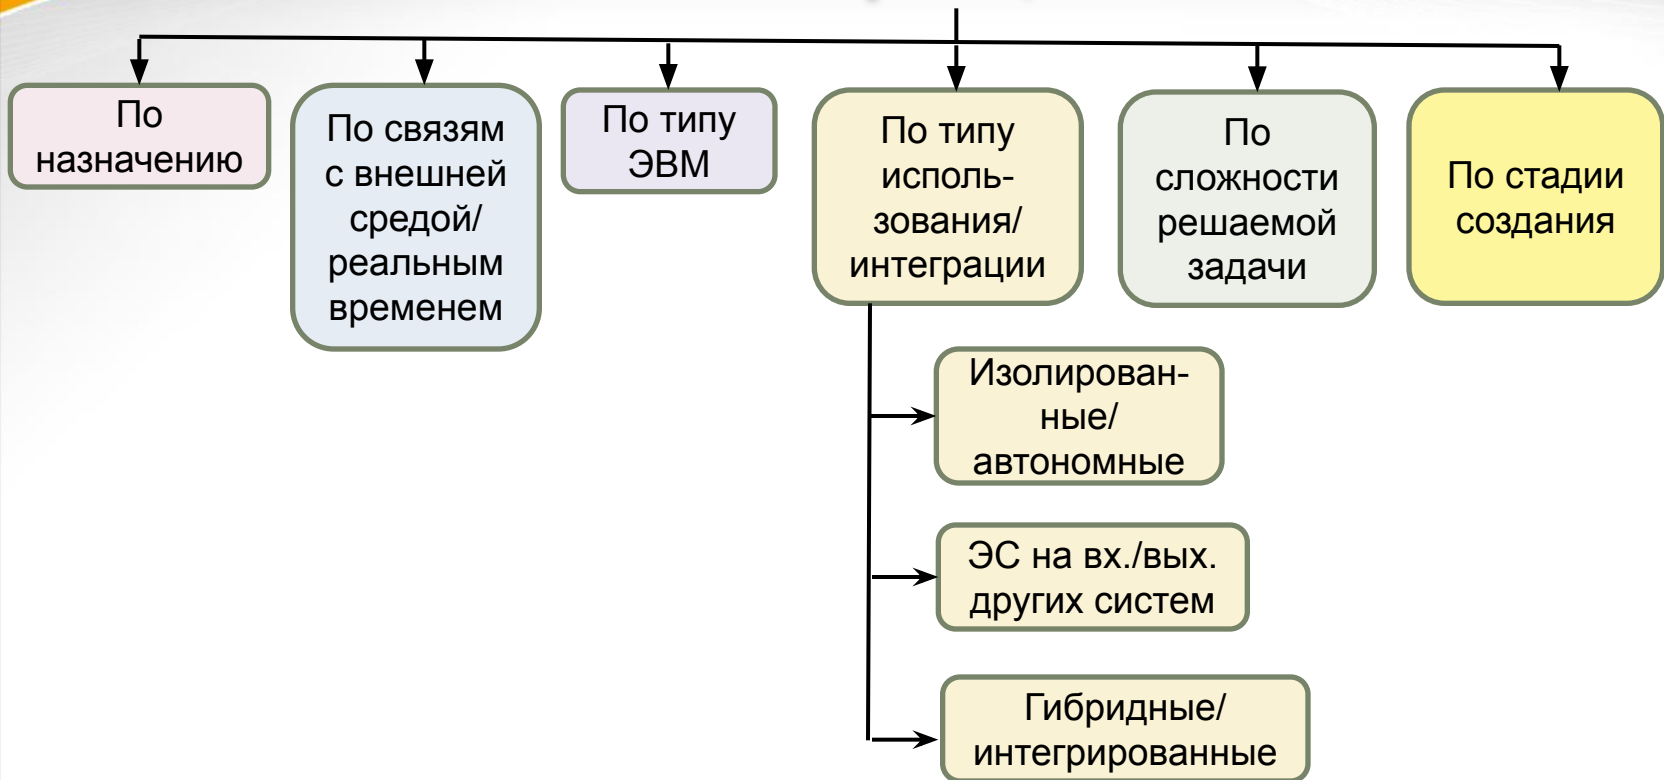 По
назначению
По связям
с внешней
средой/
реальным
временем
По типу
ЭВМ
По типу
исполь-
зования/
интеграции
По
сложности
решаемой
задачи
По стадии
создания
Изолирован-
ные/
автономные
ЭС на вх./вых.
других систем
Гибридные/
интегрированные